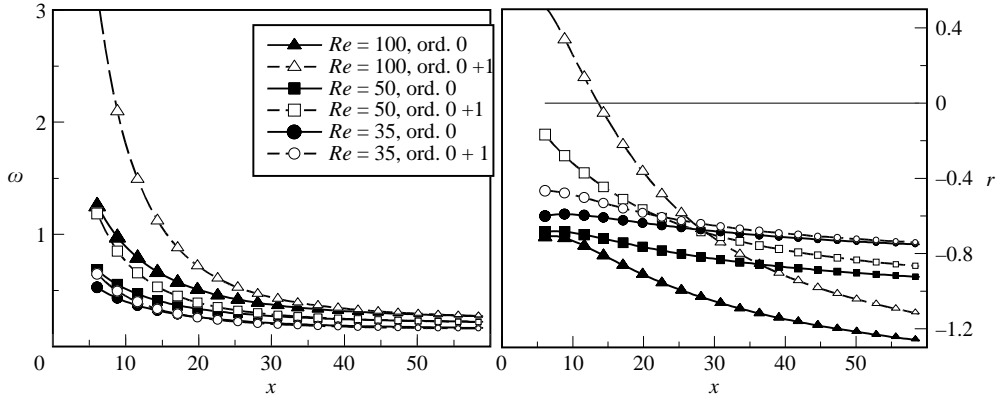 3
2
1
ω
0
10
20
30
40
50
60
x
Re = 100, ord. 0
Re = 100, ord. 0 +1
Re = 50, ord. 0
Re = 50, ord. 0 +1
Re = 35, ord. 0
Re = 35, ord. 0 + 1
0.4
0
−0.4
r
−0.8
−1.2
0
10
20
30
40
50
x